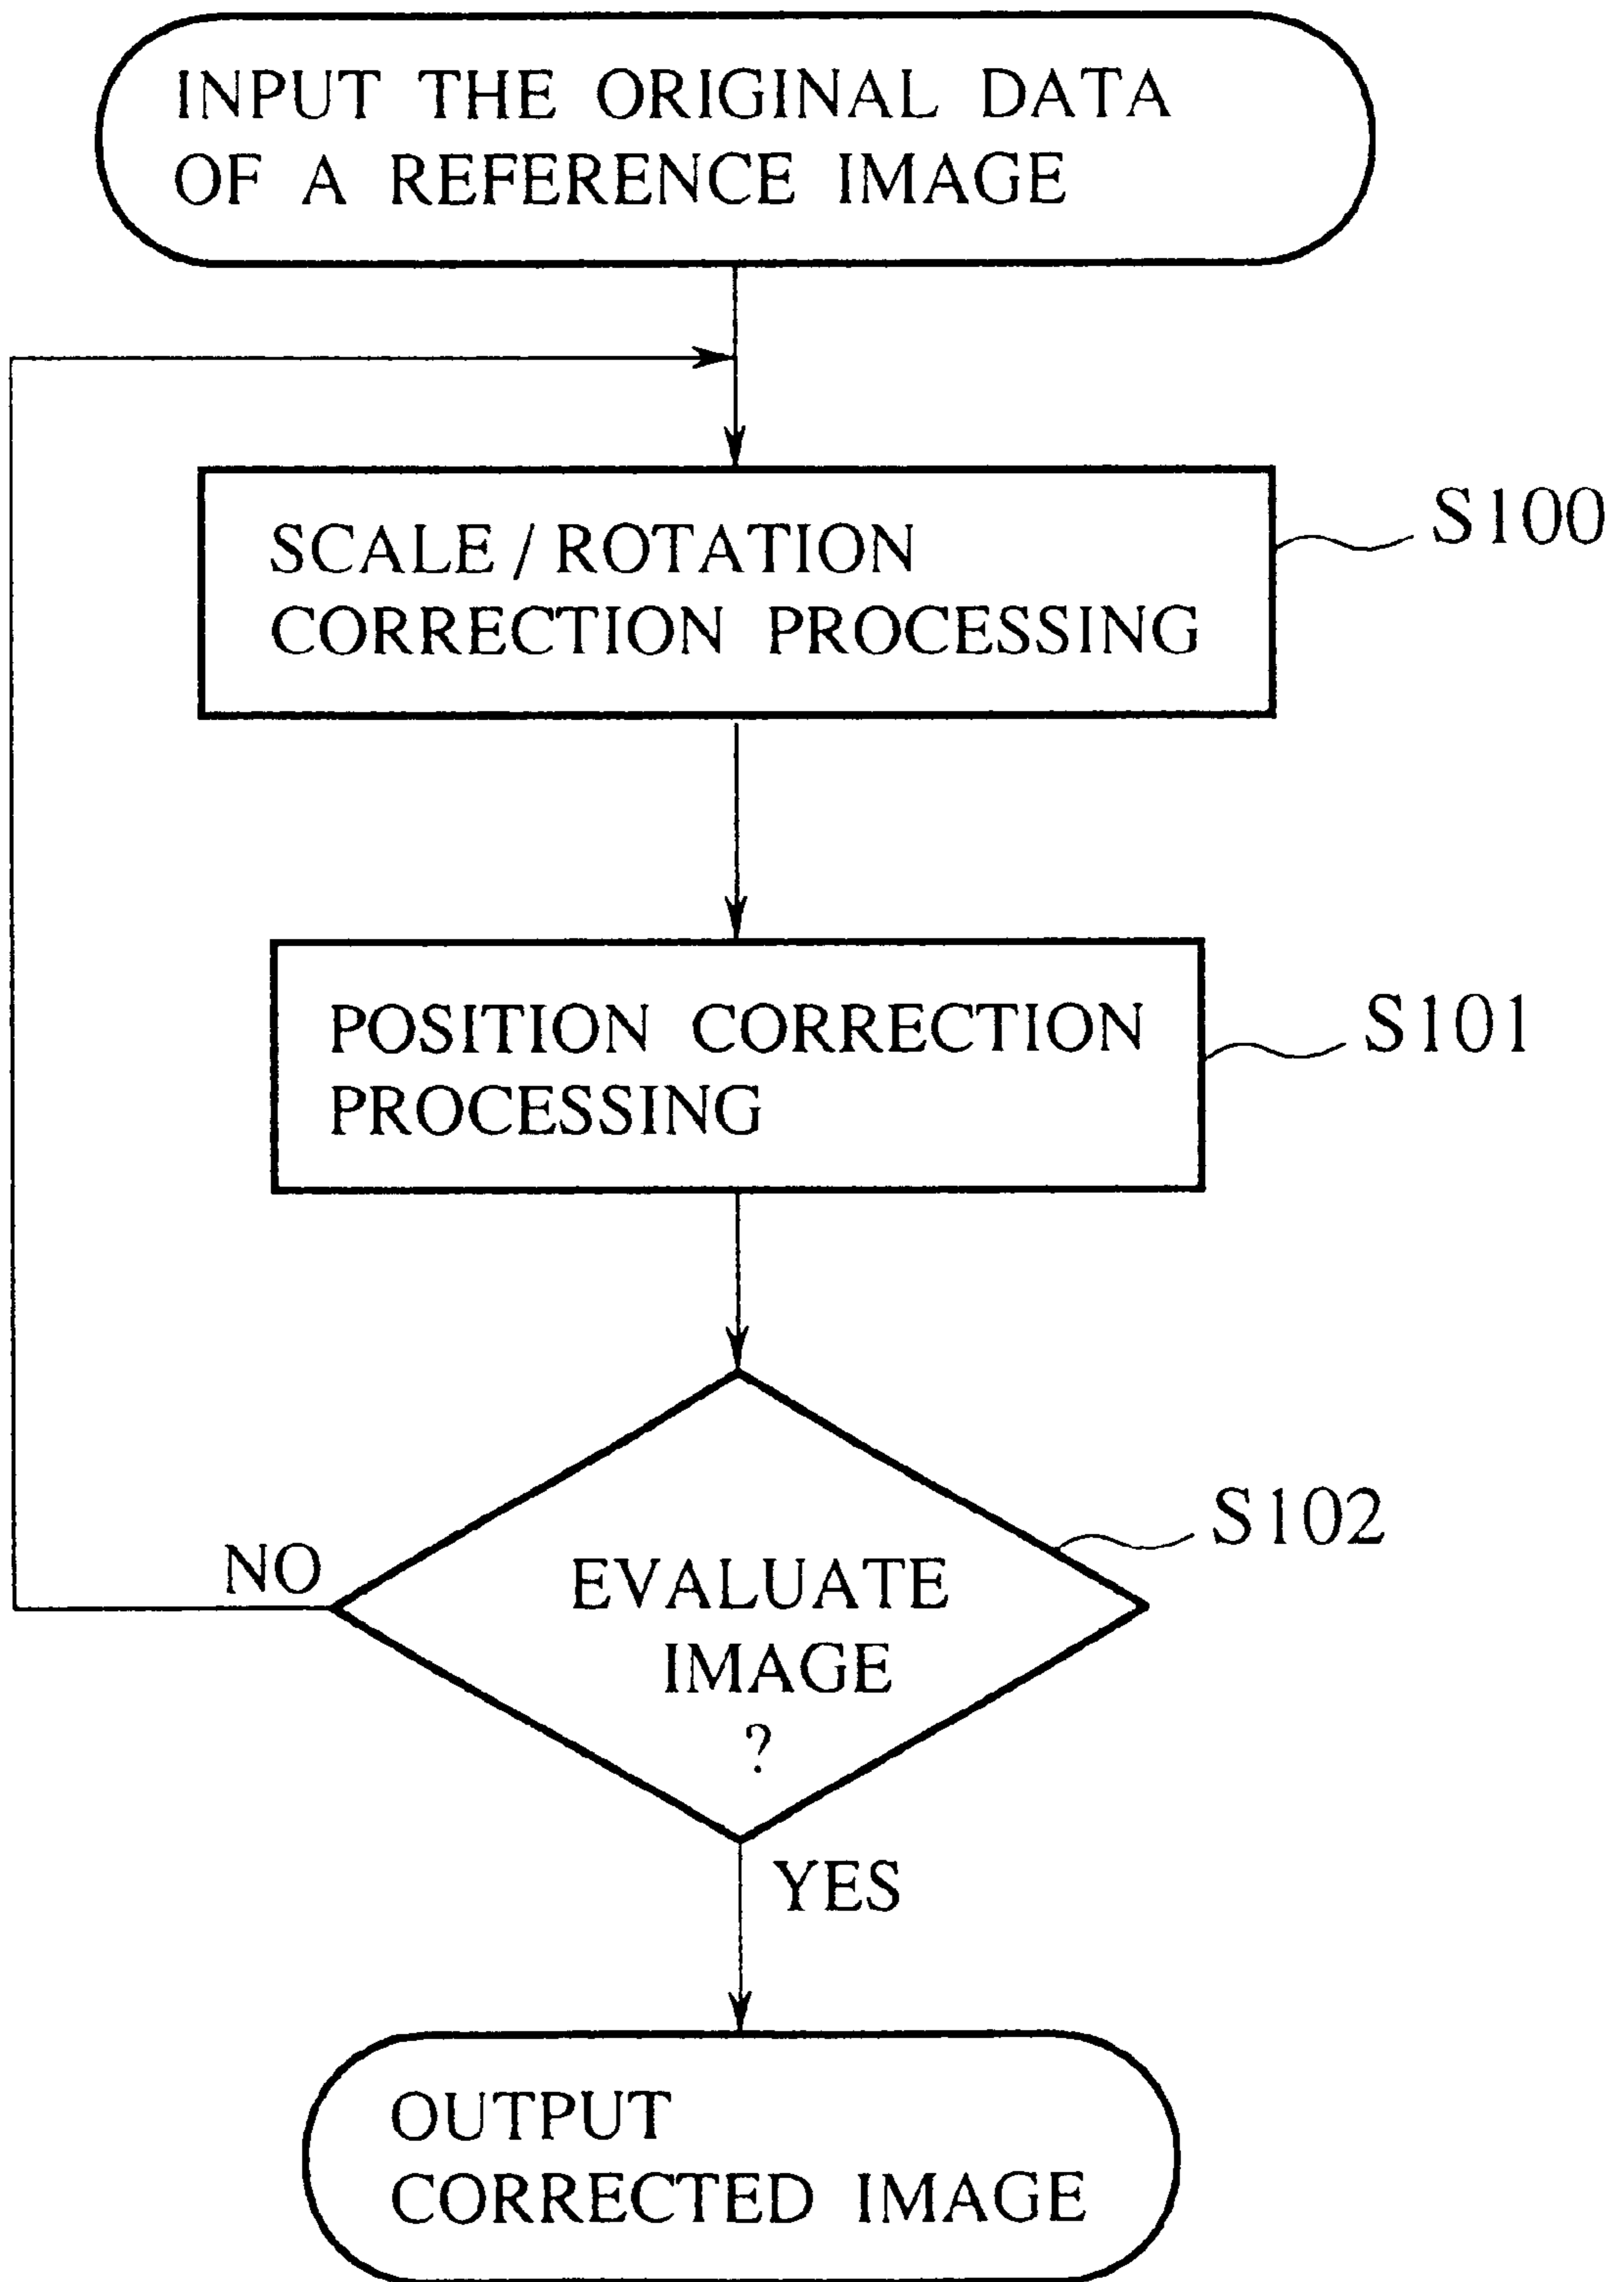 INPUT THE ORIGINAL DATA
OF A REFERENCE IMAGE
SCALE / ROTATION
CORRECTION PROCESSING
S100
POSITION CORRECTION
PROCESSING
S101
S102
NO
EVALUATE
IMAGE
?
YES
OUTPUT
CORRECTED IMAGE